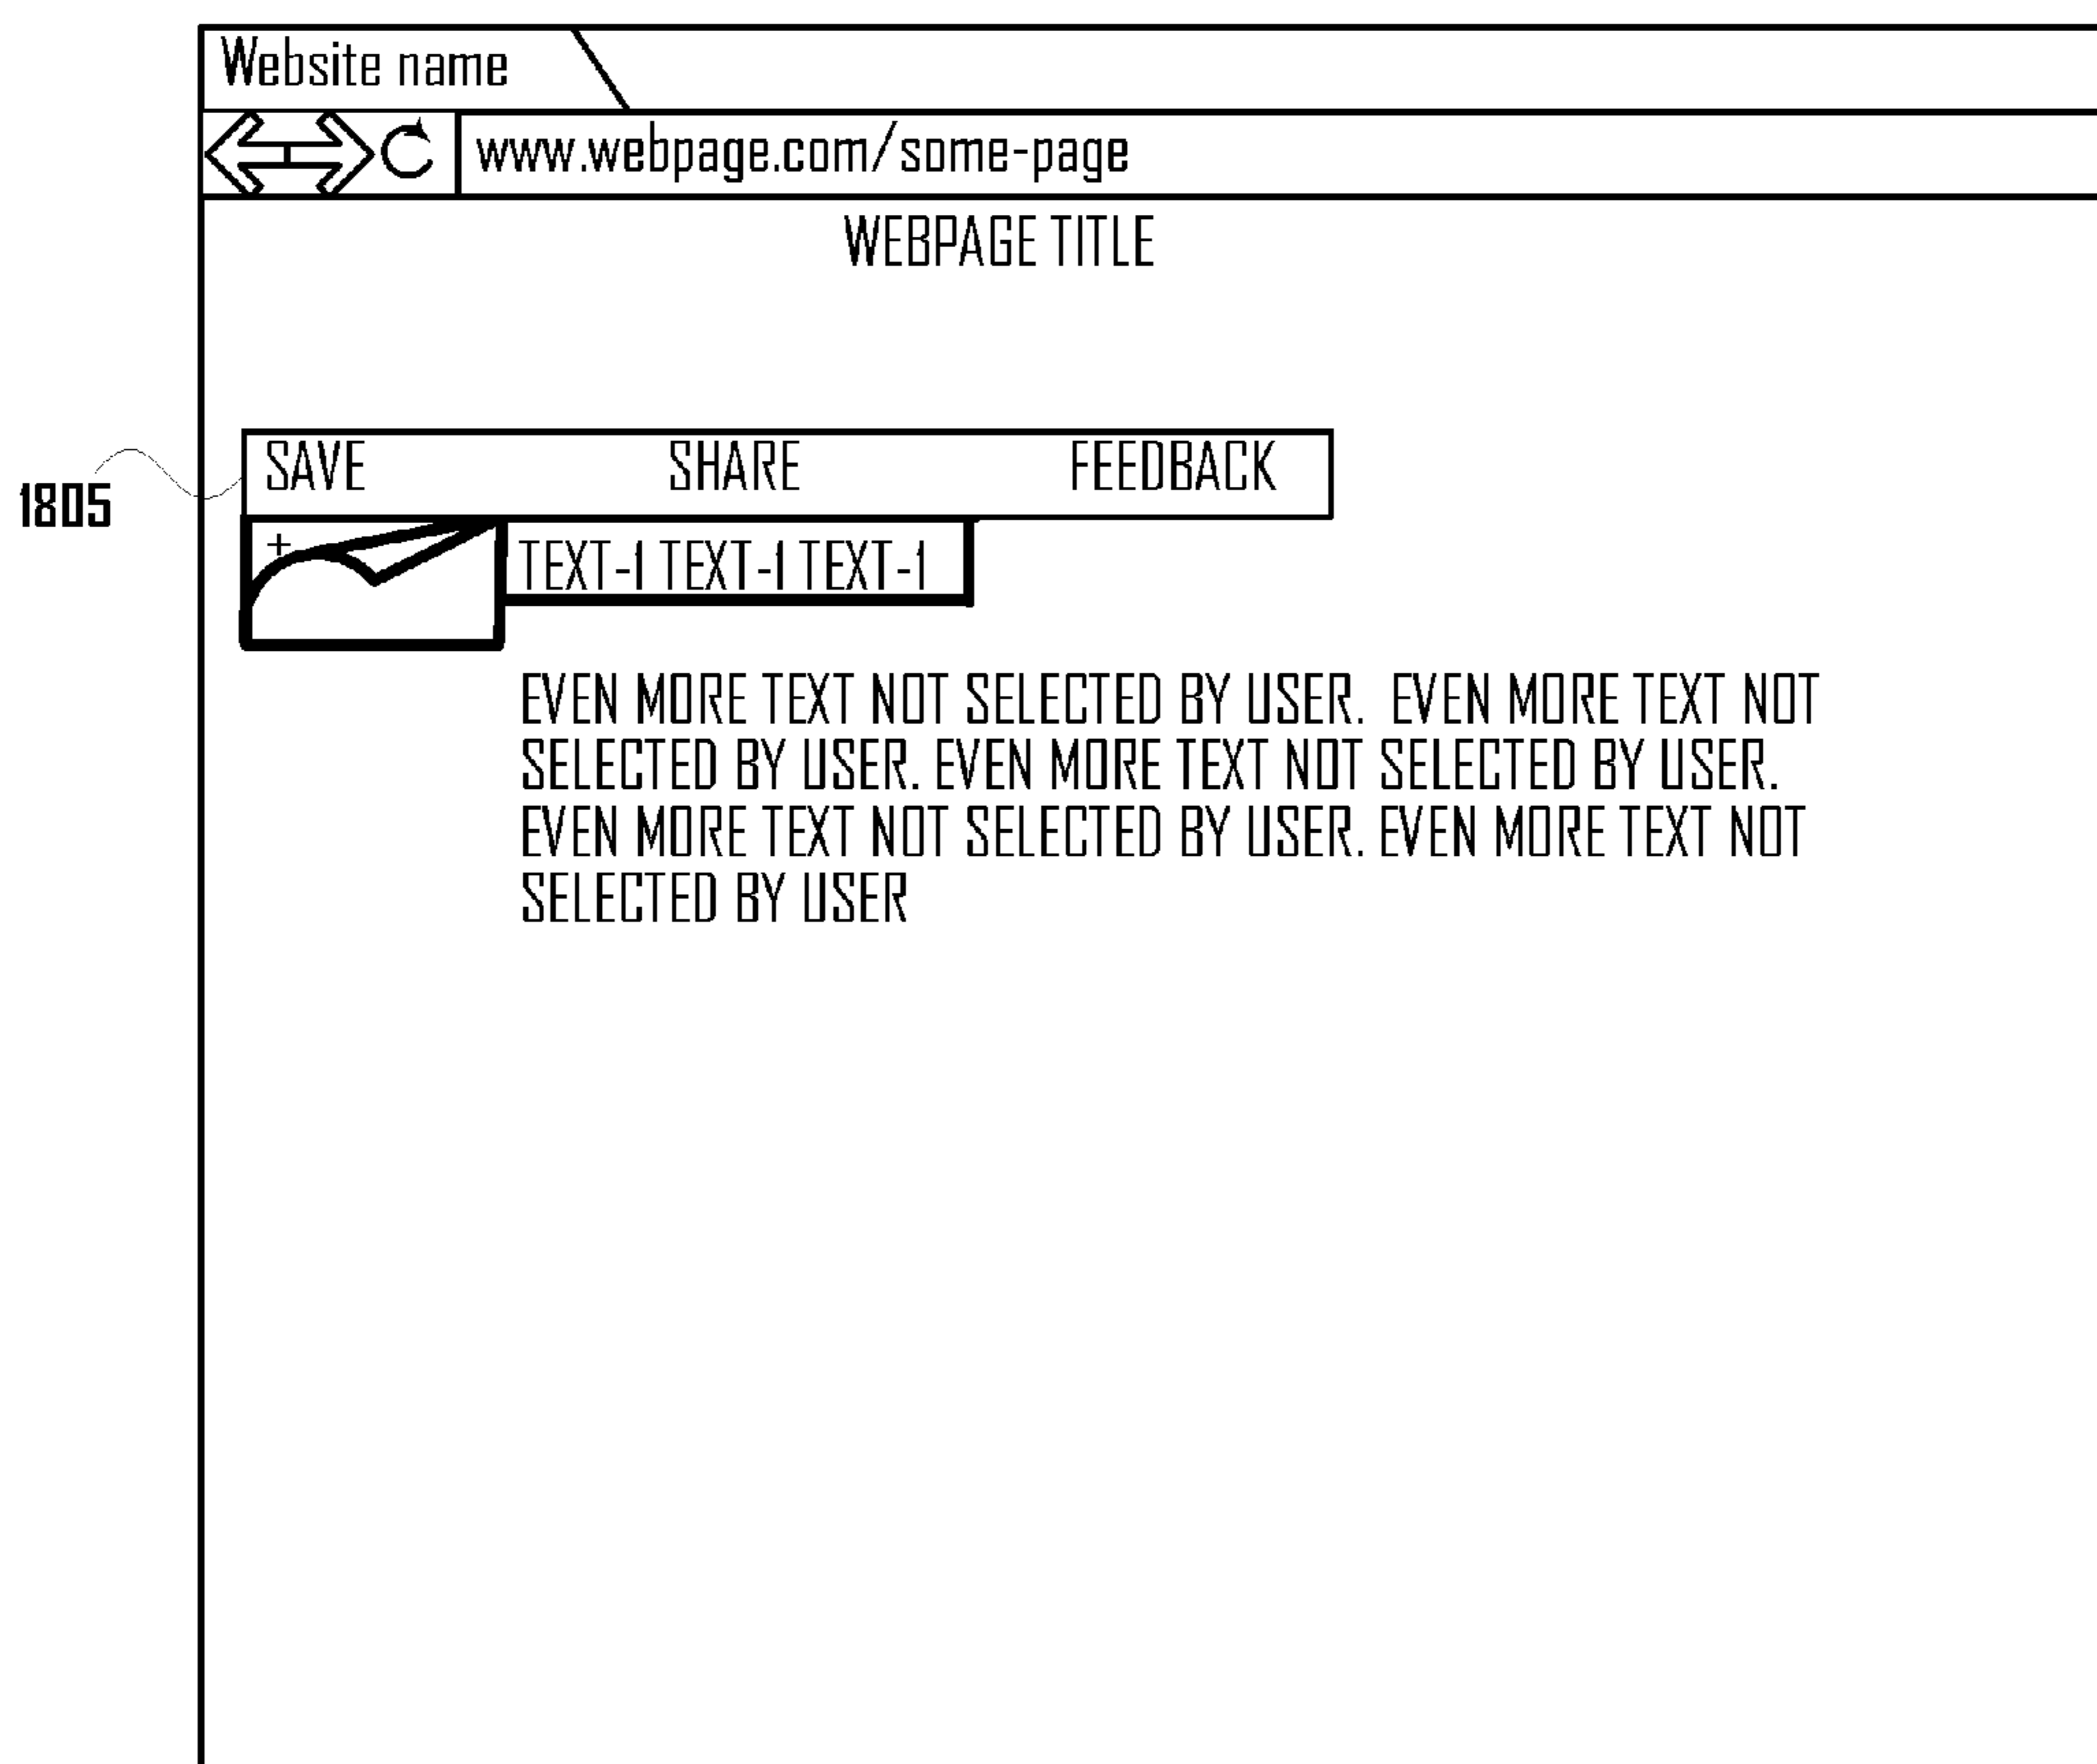 Website name
www.webpage.com/some-page
WEBPAGE TITLE
SAVE SHARE FEEDBACK
1805
TEXT-1 TEXT-1 TEXT-1
EVEN MORE TEXT NOT SELECTED BY USER. EVEN MORE TEXT NOT
SELECTED BY USER. EVEN MORE TEXT NOT SELECTED BY USER.
EVEN MORE TEXT NOT SELECTED BY USER. EVEN MORE TEXT NOT
SELECTED BY USER